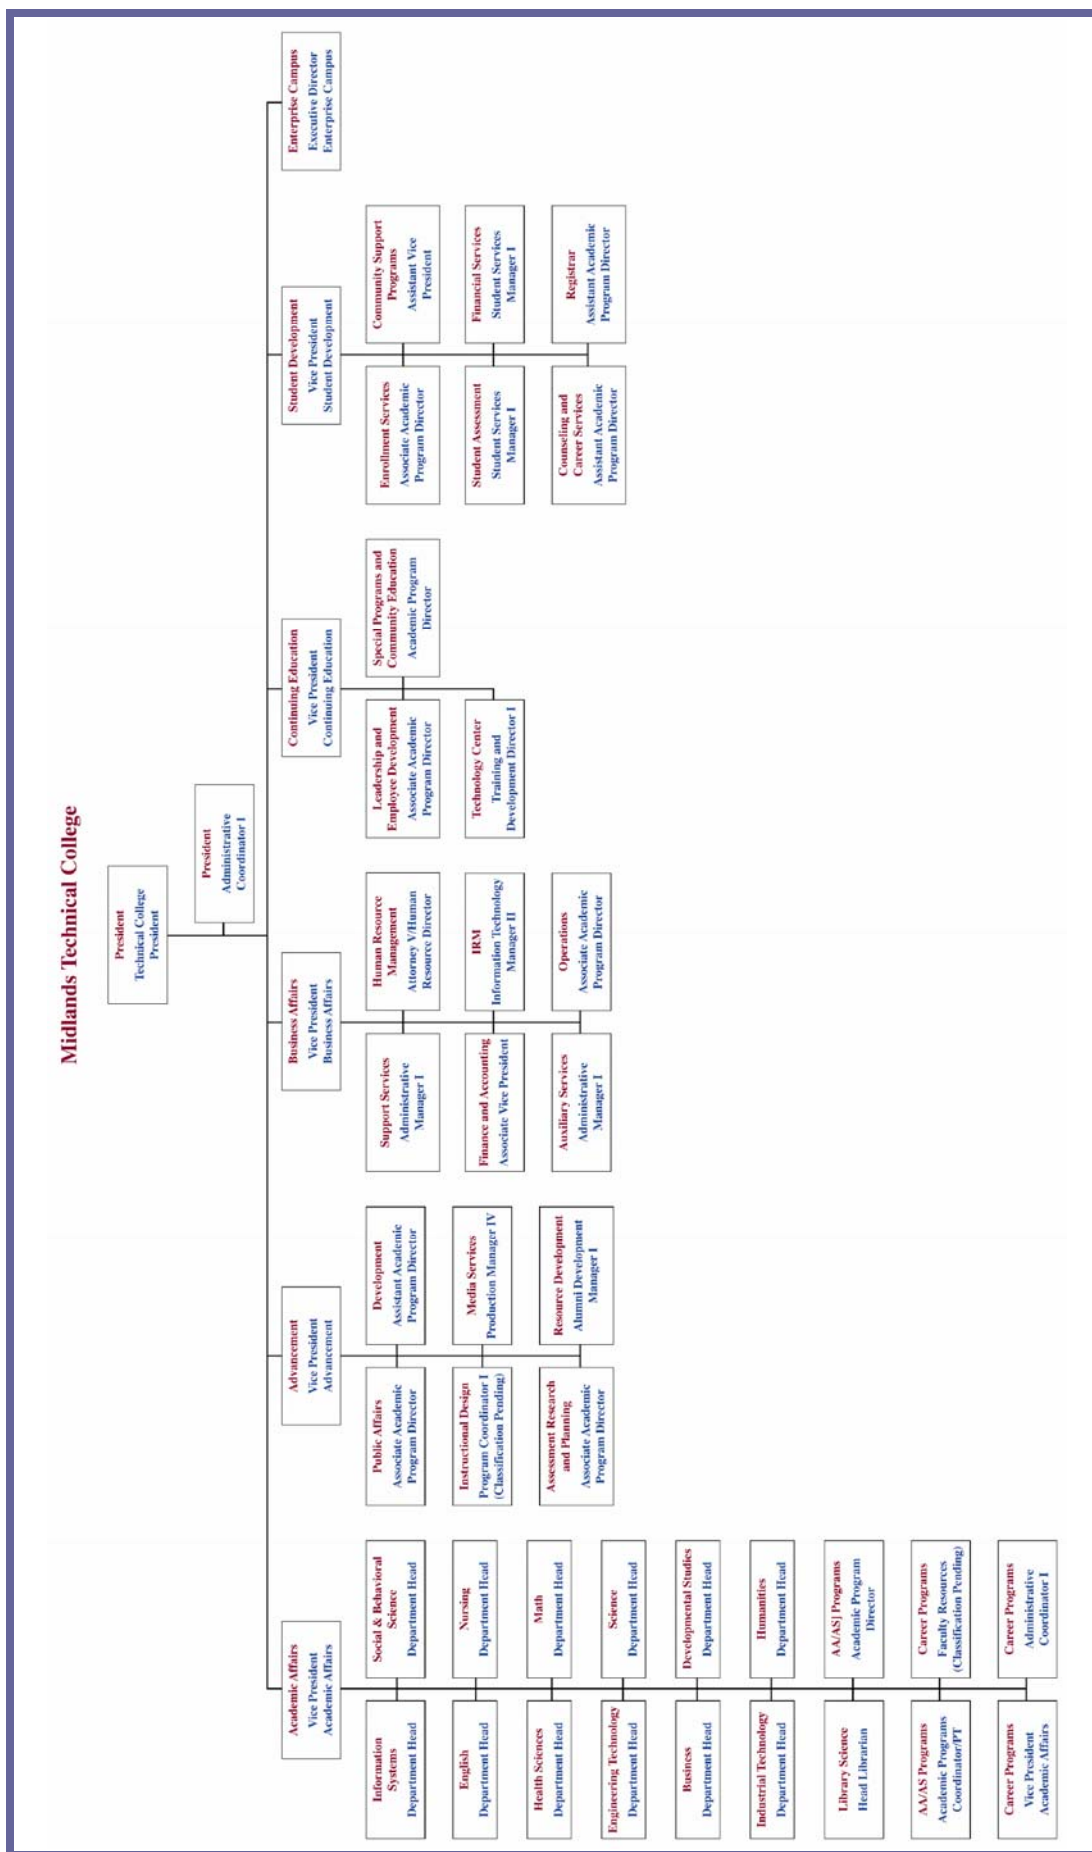 Midlands Technical College
President
Technical College
President
President
Administrative
Coordinator I
Academic Affairs
Vice President
Academic Affairs
Advancement
Vice President
Advancement
Business Affairs
Vice President
Business Affairs
Continuing Education
Vice President
Continuing Education
Student Development
Vice President
Student Development
Enterprise Campus
Executive Director
Enterprise Campus
Information
Systems
Department Head
Social & Behavioral
Science
Department Head
English
Department Head
Nursing
Department Head
Health Sciences
Department Head
Math
Department Head
Engineering Technology
Department Head
Science
Department Head
Business
Department Head
Developmental Studies
Department Head
Industrial Technology
Department Head
Humanities
Department Head
Library Science
Head Librarian
AA/AS] Programs
Academic Program
Director
AA/AS Programs
Academic Programs
Coordinator/PT
Career Programs
Faculty Resources
(Classification Pending)
Career Programs
Vice President
Academic Affairs
Career Programs
Administrative
Coordinator I
Public Affairs
Associate Academic
Program Director
Development
Assistant Academic
Program Director
Instructional Design
Program Coordinator I
(Classification Pending)
Media Services
Production Manager IV
Assessment Research
and Planning
Associate Academic
Program Director
Resource Development
Alumni Development
Manager I
Support Services
Administrative
Manager I
Human Resource
Management
Attorney V/Human
Resource Director
Finance and Accounting
Associate Vice President
IRM
Information Technology
Manager II
Auxiliary Services
Administrative
Manager I
Operations
Associate Academic
Program Director
Leadership and
Employee Development
Associate Academic
Program Director
Special Programs and
Community Education
Academic Program
Director
Technology Center
Training and
Development Director I
Enrollment Services
Associate Academic
Program Director
Community Support
Programs
Assistant Vice
President
Student Assessment
Student Services
Manager I
Financial Services
Student Services
Manager I
Counseling and
Career Services
Assistant Academic
Program Director
Registrar
Assistant Academic
Program Director